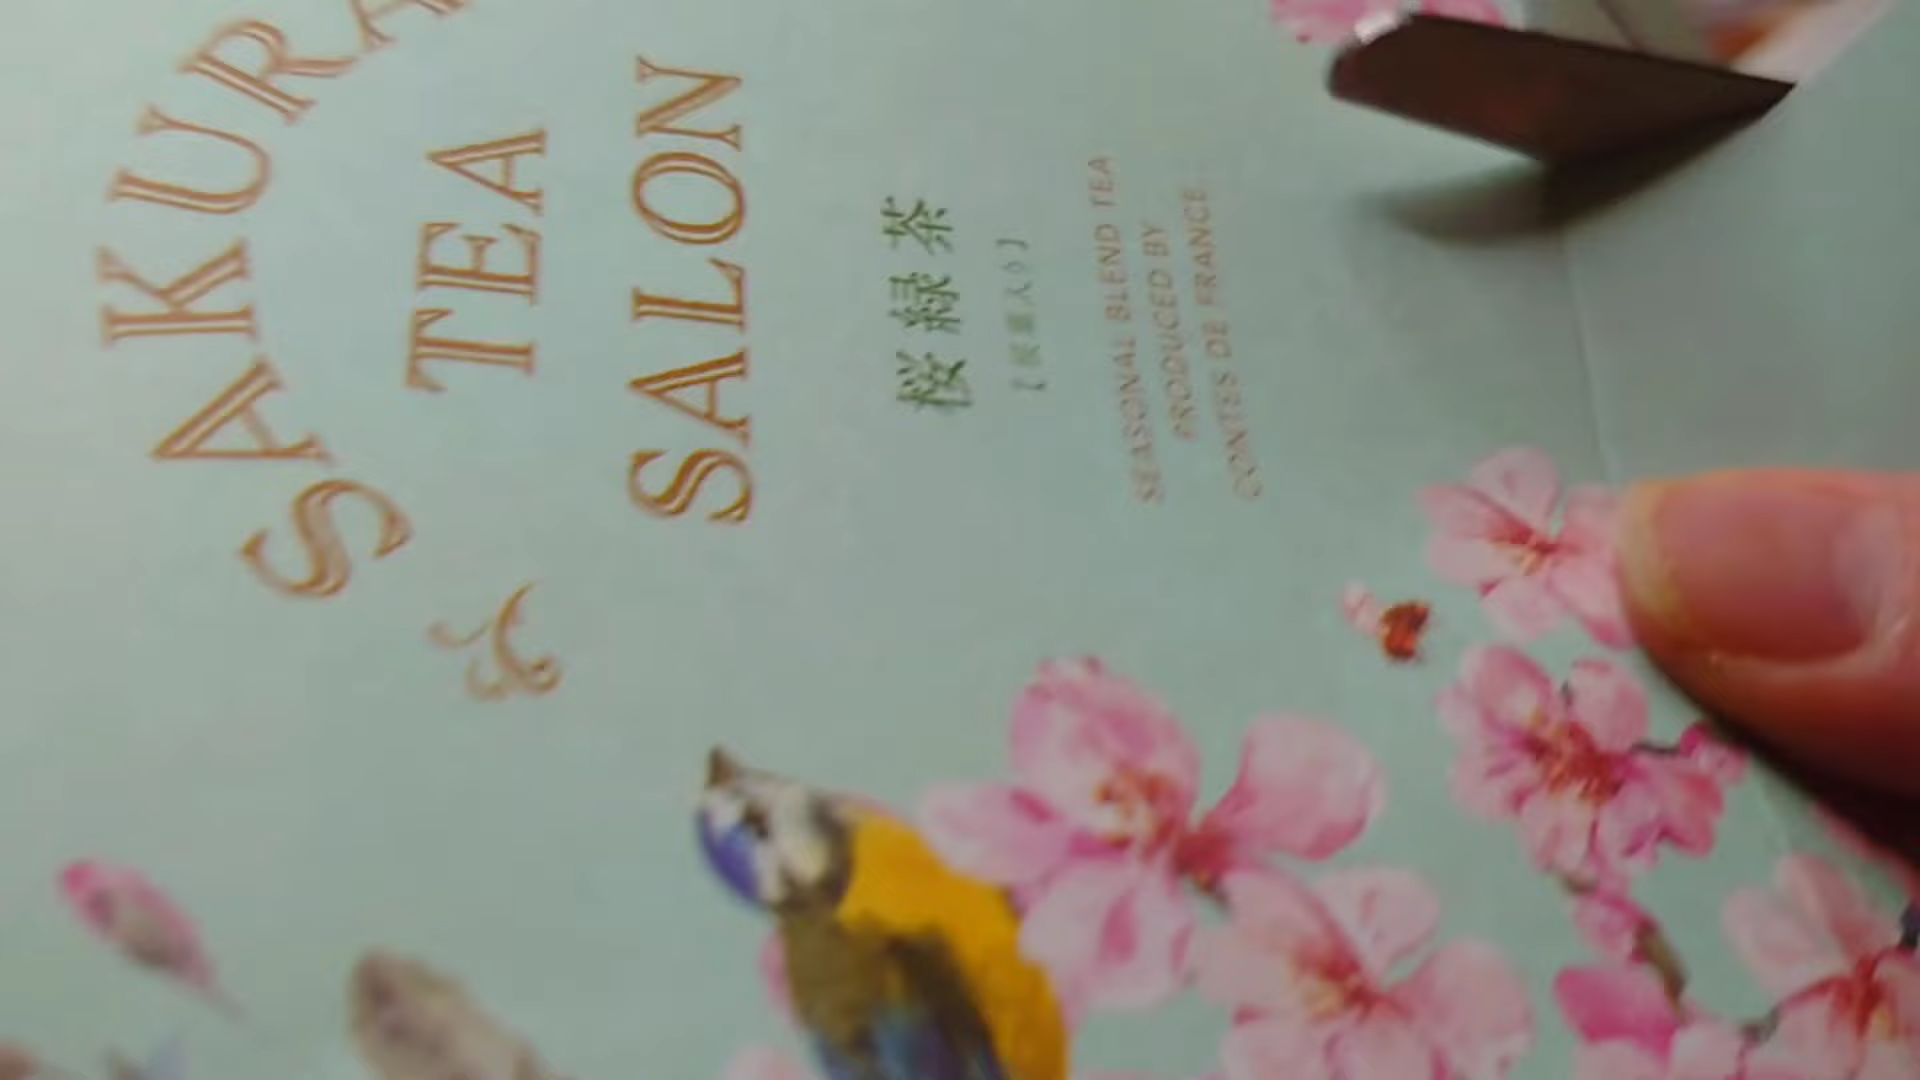 SAKURA
TEA
SALON
桜緑茶
SEASONAL BLEND TEA
PRODUCED BY
CONTES DE FRANCE